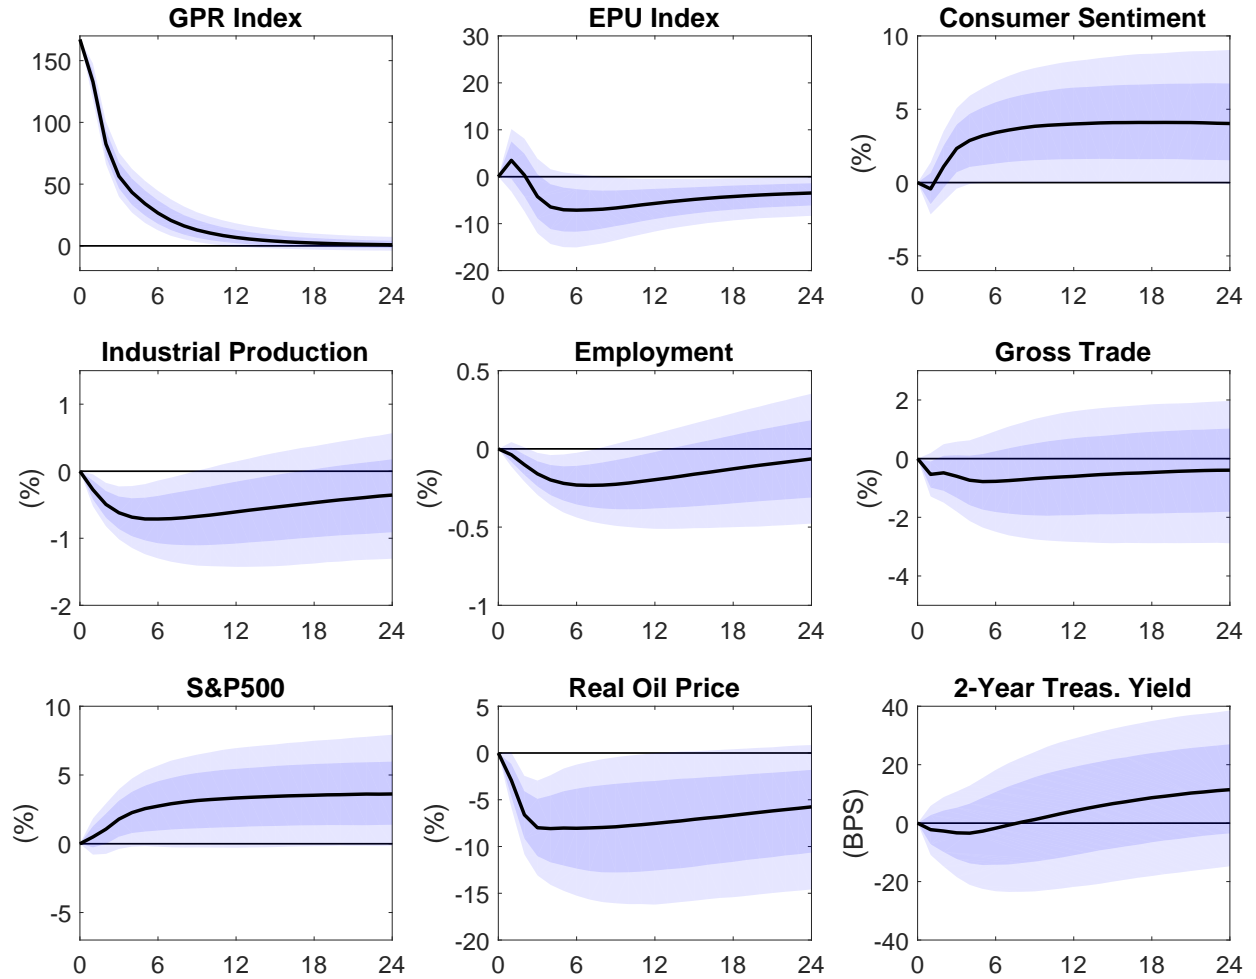 GPR Index
150
100
50
0
0 6 12 18 24
EPU Index
30
20
10
0
-10
-20
0 6 12 18 24
Consumer Sentiment
(%)
10
5
0
-5
0 6 12 18 24
Industrial Production
(%)
1
0
-1
-2
0 6 12 18 24
Employment
(%)
0.5
0
-0.5
-1
0 6 12 18 24
Gross Trade
(%)
2
0
-2
-4
0 6 12 18 24
S&P500
(%)
10
5
0
-5
0 6 12 18 24
Real Oil Price
(%)
5
0
-5
-10
-15
-20
0 6 12 18 24
2-Year Treas. Yield
(BPS)
40
20
0
-20
-40
0 6 12 18 24